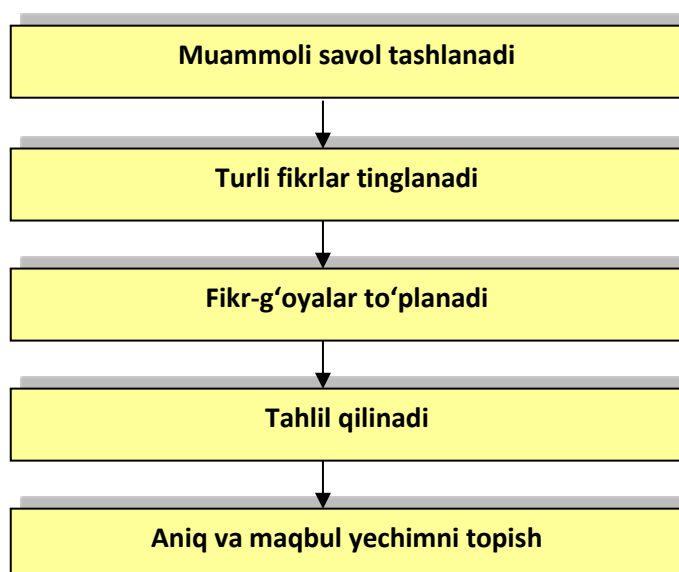 Muammoli savol tashlanadi
Turli fikrlar tinglanadi
Fikr-g‘oyalar to‘planadi
Tahlil qilinadi
Aniq va maqbul yechimni topish